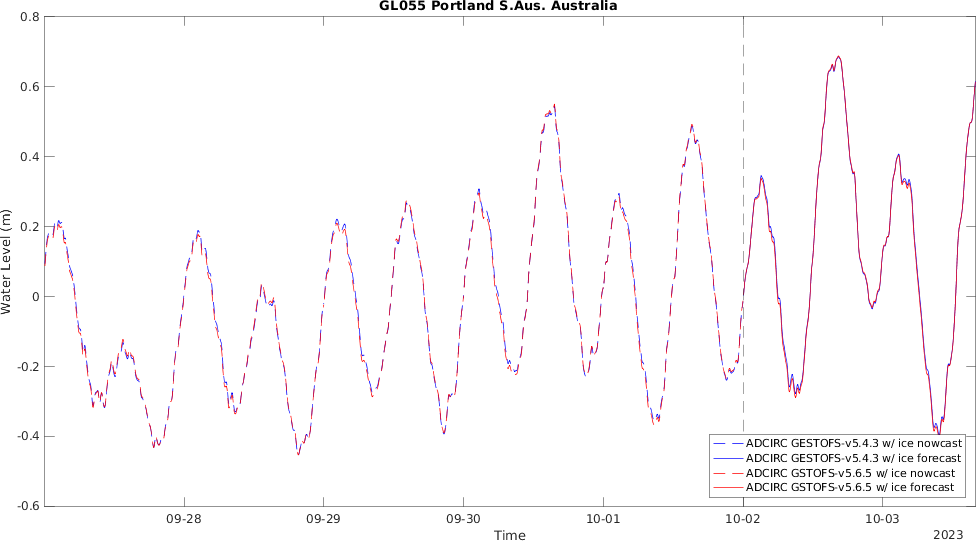 GL055 Portland S.Aus. Australia
0.8
0.6
0.4
0.2
0
-0.2
-0.4
-0.6
Water Level (m)
09-28
09-29
09-30
10-01
10-02
10-03
Time
2023
ADCIRC GESTOFS-v5.4.3 w/ ice nowcast
ADCIRC GESTOFS-v5.4.3 w/ ice forecast
ADCIRC GSTOFS-v5.6.5 w/ ice nowcast
ADCIRC GSTOFS-v5.6.5 w/ ice forecast